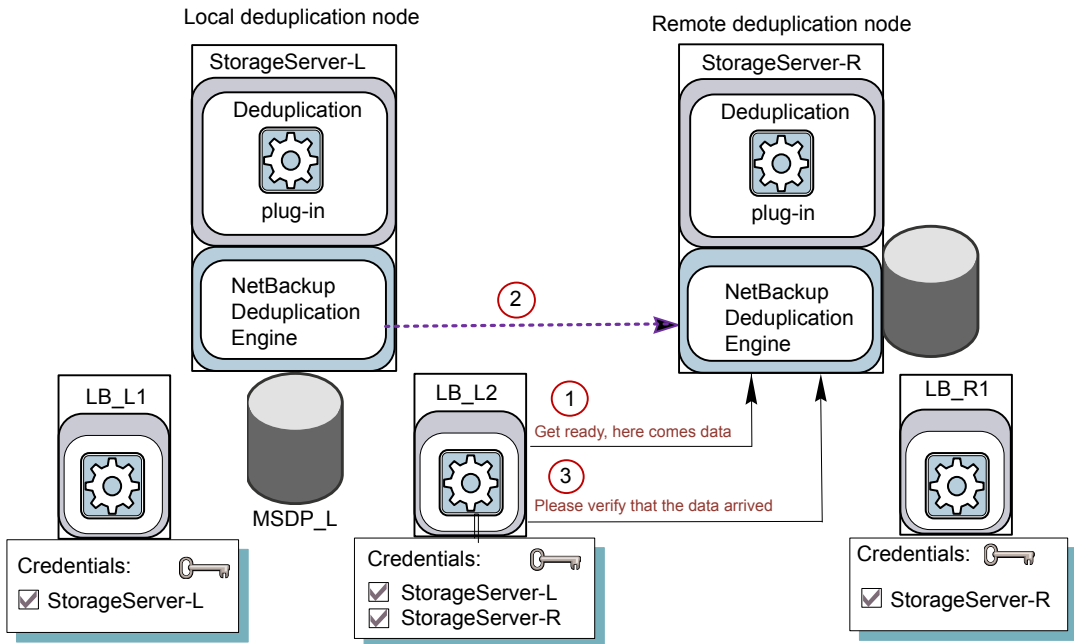 Local deduplication node
Remote deduplication node
StorageServer-L
Deduplication
plug-in
NetBackup
Deduplication
Engine
StorageServer-R
Deduplication
plug-in
NetBackup
Deduplication
Engine
2
LB_L1
MSDP_L
LB_L2
1
Get ready, here comes data
3
Please verify that the data arrived
LB_R1
Credentials:
StorageServer-L
Credentials:
StorageServer-L
StorageServer-R
Credentials:
StorageServer-R